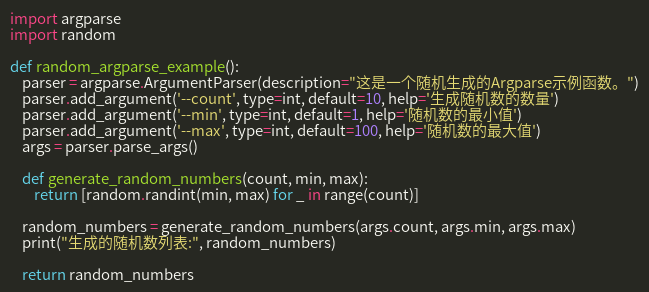 import argparse
import random
def random_argparse_example():
parser = argparse.ArgumentParser(description="这是一个随机生成的Argparse示例函数。")
parser.add_argument('--count', type=int, default=10, help='生成随机数的数量')
parser.add_argument('--min', type=int, default=1, help='随机数的最小值')
parser.add_argument('--max', type=int, default=100, help='随机数的最大值')
args = parser.parse_args()
def generate_random_numbers(count, min, max):
return [random.randint(min, max) for _ in range(count)]
random_numbers = generate_random_numbers(args.count, args.min, args.max)
print("生成的随机数列表:", random_numbers)
return random_numbers